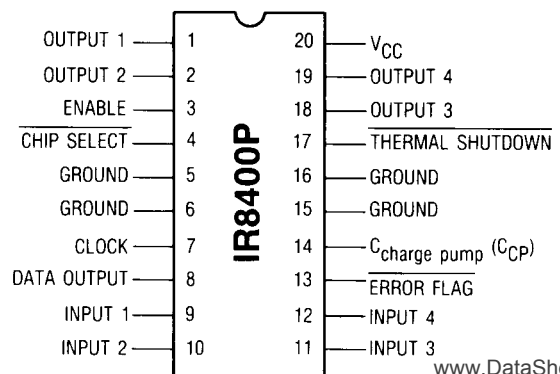 OUTPUT 1 1 20 VCC
OUTPUT 2 2 19 OUTPUT 4
ENABLE 3 18 OUTPUT 3
CHIP SELECT 4 17 THERMAL SHUTDOWN
GROUND 5 16 GROUND
GROUND 6 15 GROUND
CLOCK 7 14 Ccharge pump (CCP)
DATA OUTPUT 8 13 ERROR FLAG
INPUT 1 9 12 INPUT 4
INPUT 2 10 11 INPUT 3
IR8400P